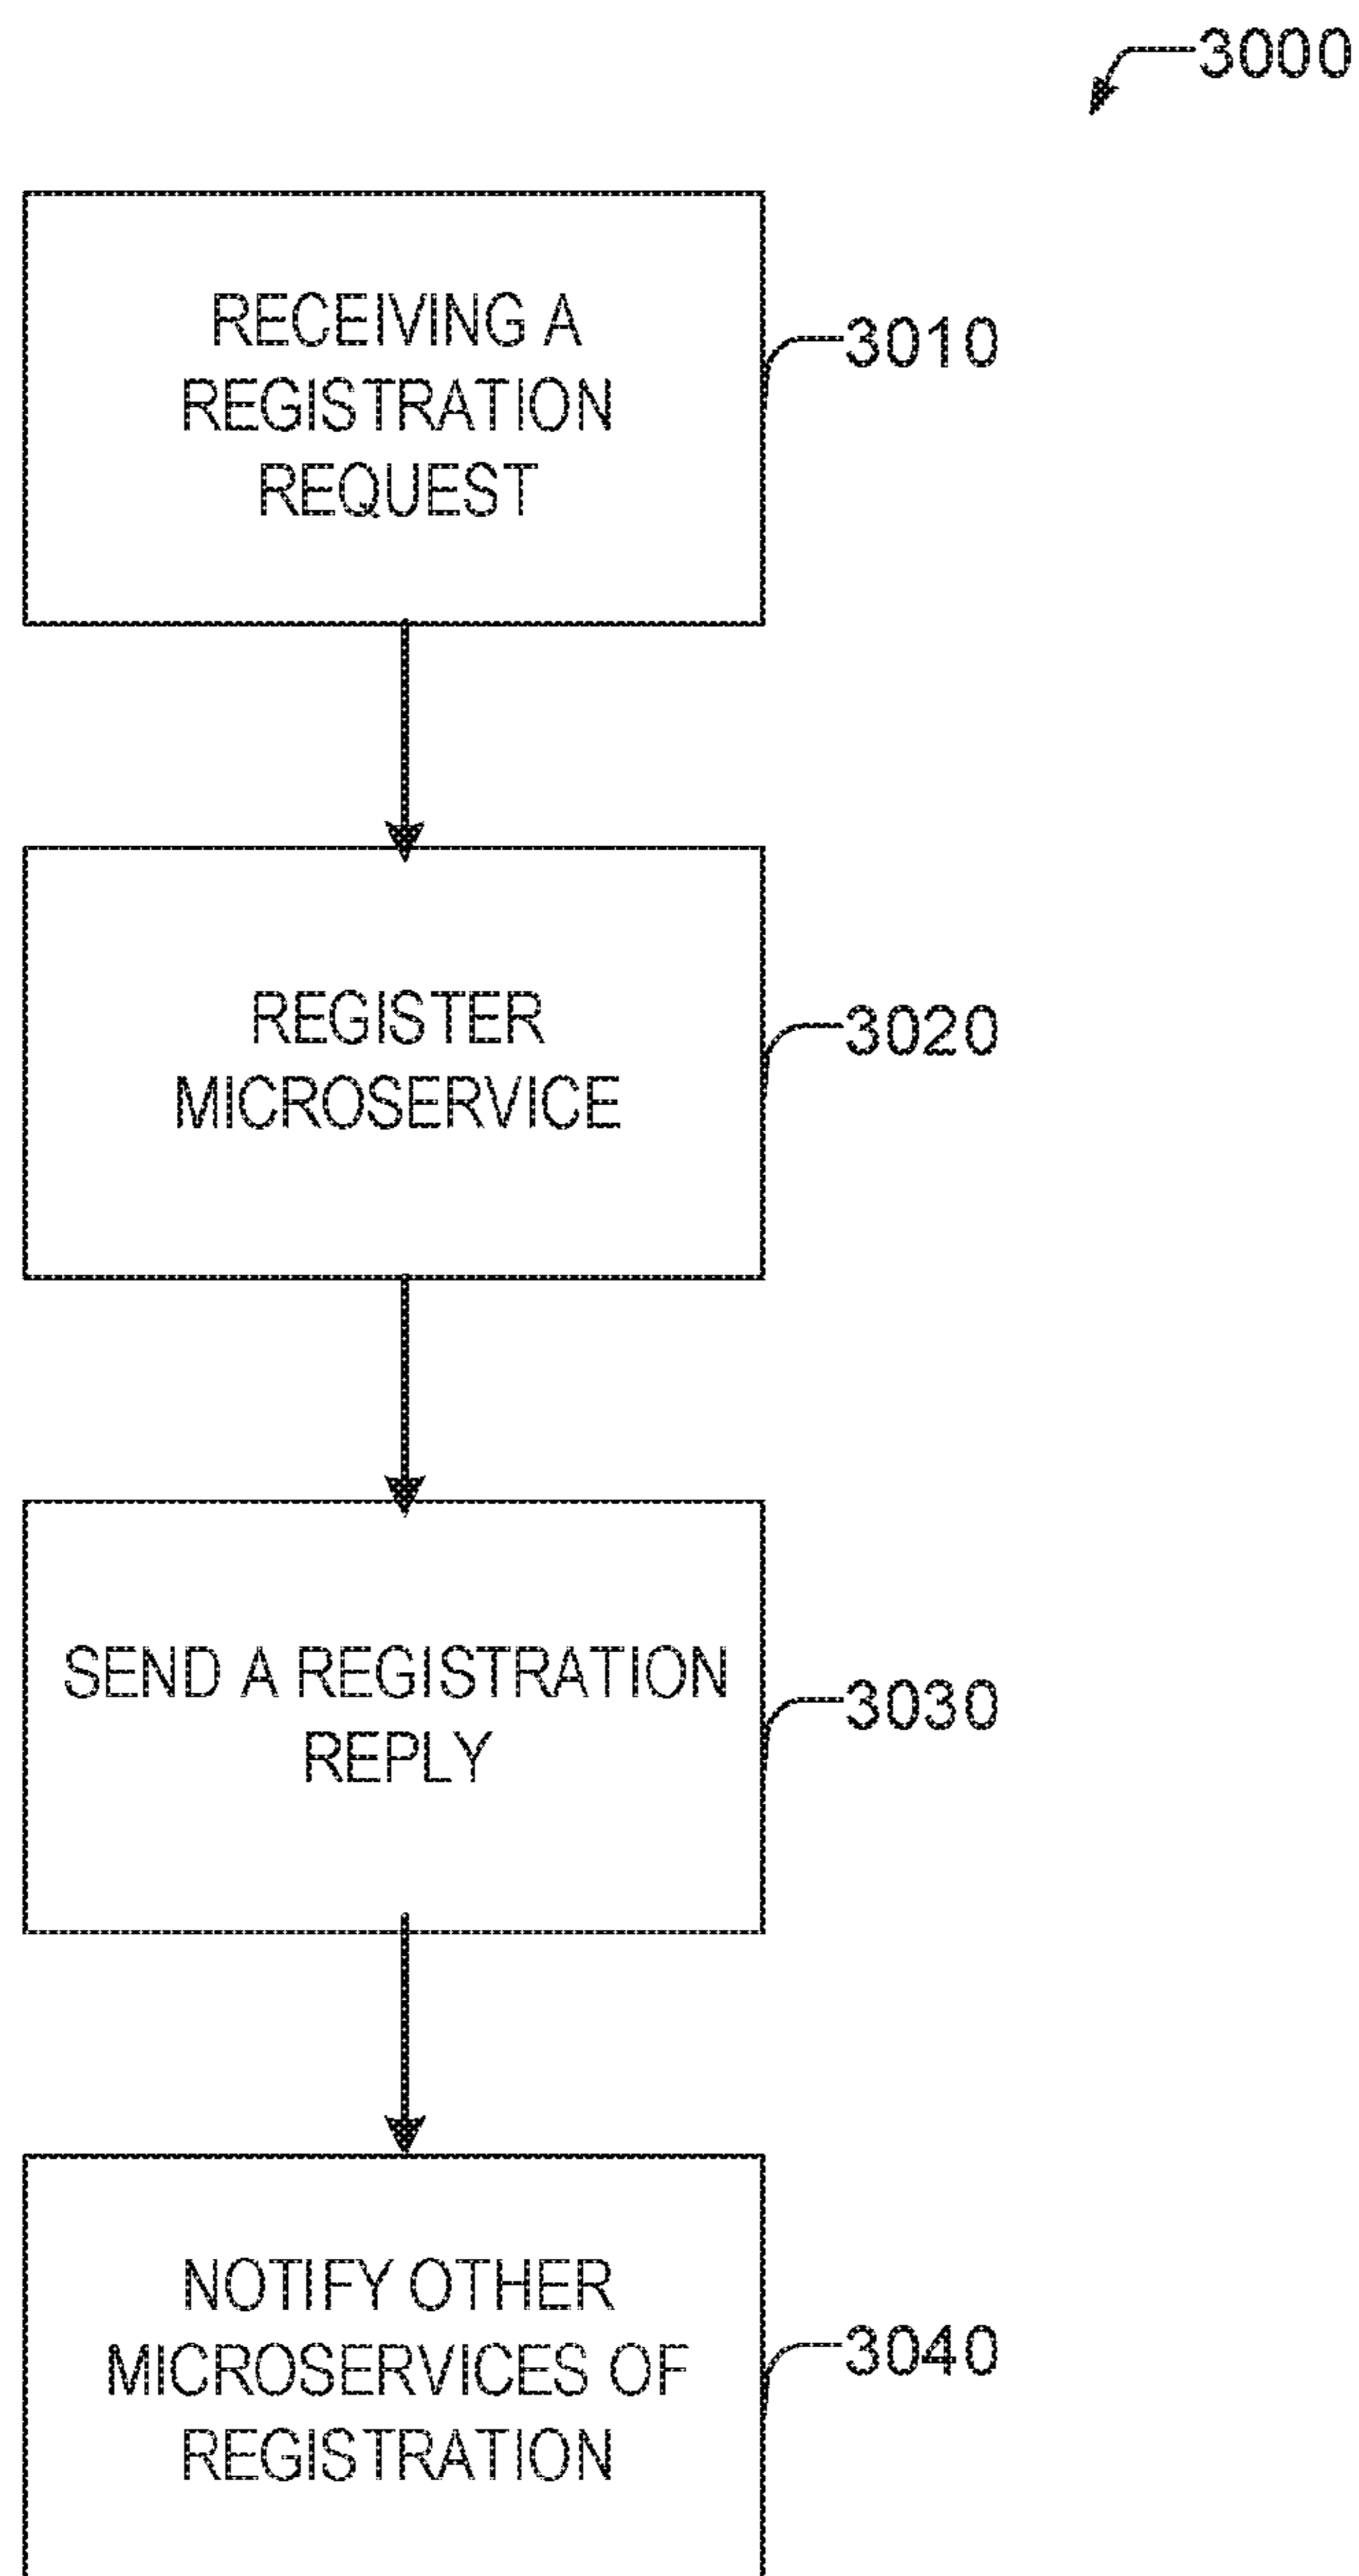 3000
RECEIVING A
REGISTRATION
REQUEST
3010
REGISTER
MICROSERVICE
3020
SEND A REGISTRATION
REPLY
3030
NOTIFY OTHER
MICROSERVICES OF
REGISTRATION
3040